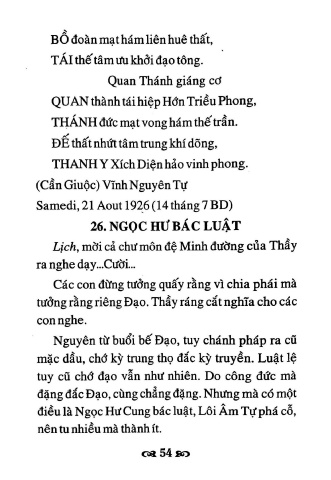 BỒ đoàn mạt hám liên huê thất,
TÁI thế tâm ưu khởi đạo tông.
Quan Thánh giáng cơ
QUAN thành tái hiệp Hớn Triều Phong,
THÁNH đức mạt vong hám thế trần.
ĐẾ thất nhứt tâm trung khí dõng,
THANH Y Xích Diện hảo vinh phong.
(Cần Giuộc) Vĩnh Nguyên Tự
Samedi, 21 Aout 1926 (14 tháng 7 BD)
26. NGỌC HƯ BÁC LUẬT
Lịch, mời cả chư môn đệ Minh đường của Thầy
ra nghe dạy...Cười...
Các con đừng tưởng quấy rằng vì chia phái mà
tưởng rằng riêng Đạo. Thầy ráng cắt nghĩa cho các
con nghe.
Nguyên từ buổi bế Đạo, tuy chánh pháp ra cũ
mặc dầu, chớ kỳ trung thọ đắc kỳ truyền. Luật lệ
tuy cũ chớ đạo vẫn như nhiên. Do công đức mà
đặng đắc Đạo, cùng chẳng đặng. Nhưng mà có một
điều là Ngọc Hư Cung bác luật, Lôi Âm Tự phá cổ,
nên tu nhiều mà thành ít.
54